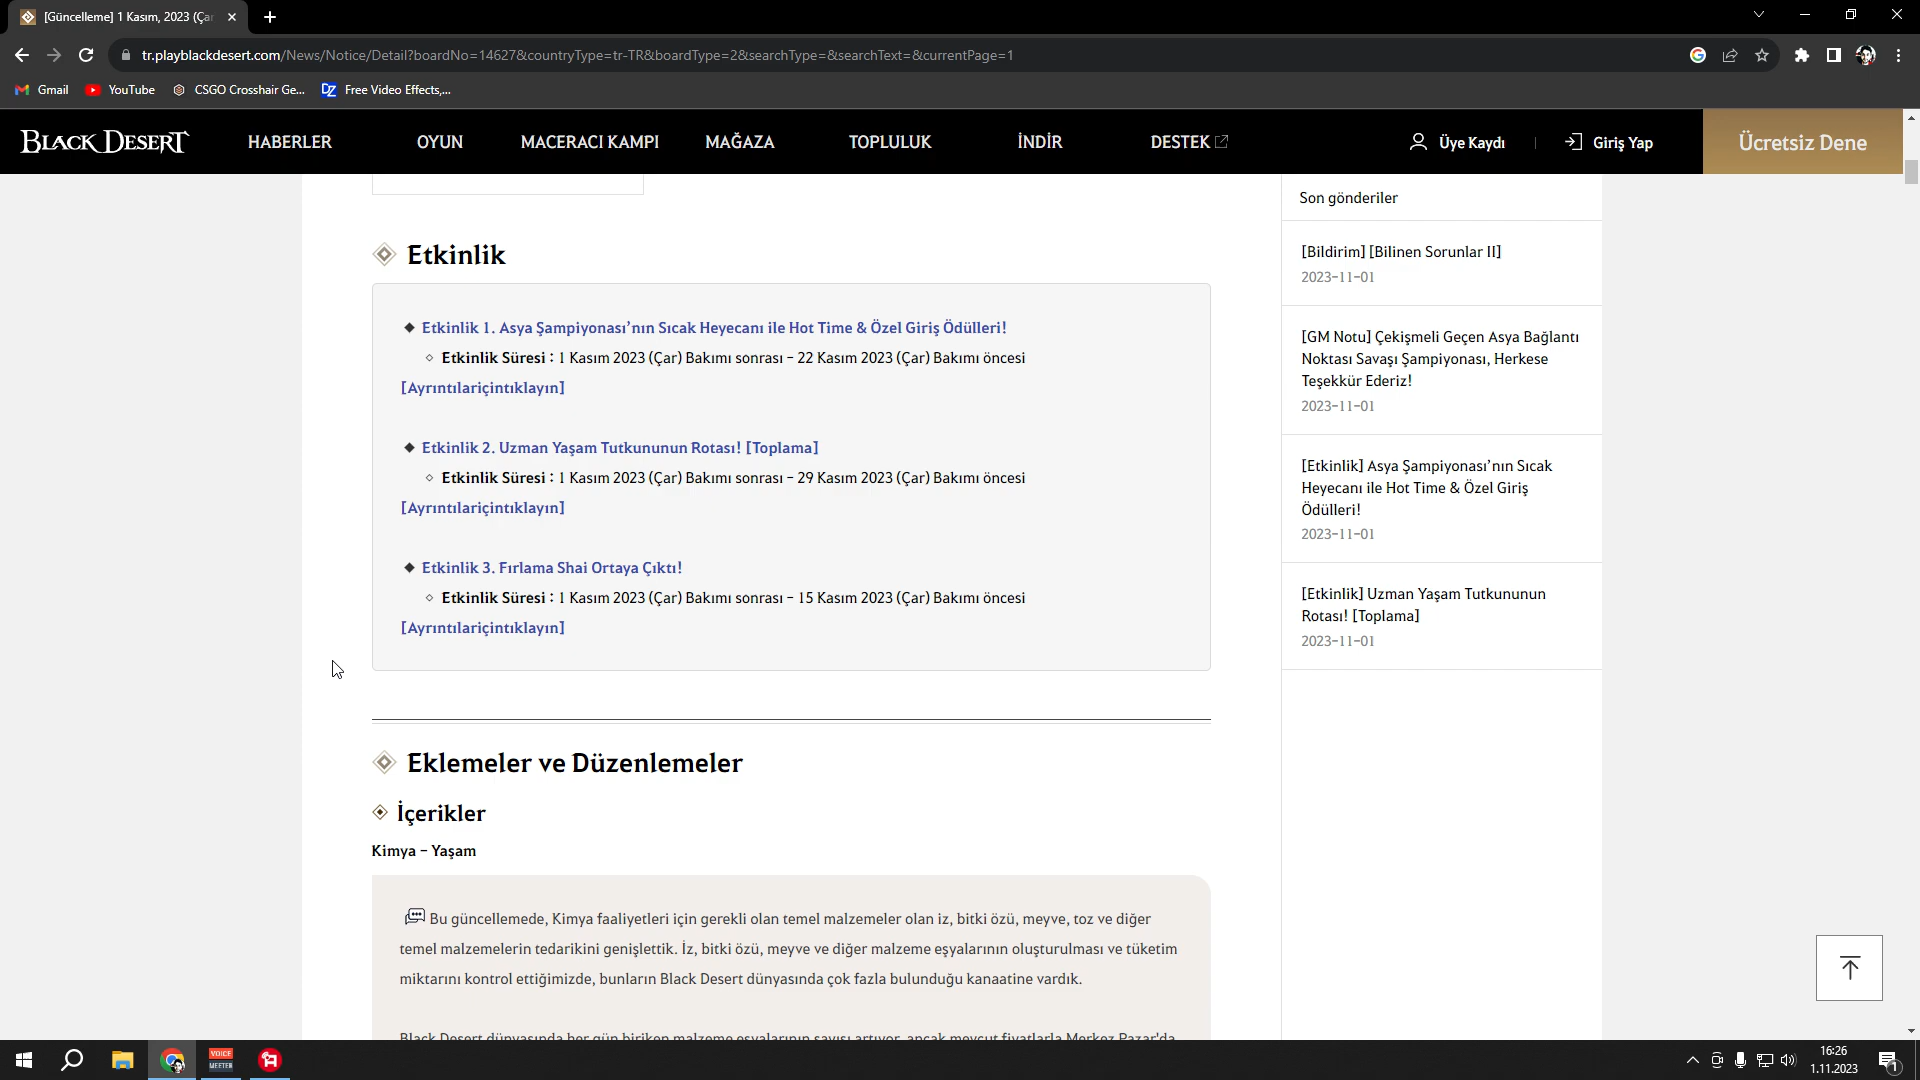 [Güncelleme] 1 Kasım, 2023 (Ça
tr.playblackdesert.com/News/Notice/Detail?boardNo=14627&countryType=tr-TR&boardType=2&searchType=&searchText=&currentPage=1
Gmail YouTube CSGO Crosshair Ge... DZ Free Video Effects,...
BLACK DESERT HABERLER OYUN MACERACI KAMPI MAĞAZA TOPLULUK İNDİR DESTEK Üye Kaydı Giriş Yap Ücretsiz Dene
Etkinlik
Etkinlik 1. Asya Şampiyonası’nın Sıcak Heyecanı ile Hot Time & Özel Giriş Ödülleri!
Etkinlik Süresi : 1 Kasım 2023 (Çar) Bakımı sonrası – 22 Kasım 2023 (Çar) Bakımı öncesi
[Ayrıntılariçintıklayın]
Etkinlik 2. Uzman Yaşam Tutkununun Rotası! [Toplama]
Etkinlik Süresi : 1 Kasım 2023 (Çar) Bakımı sonrası – 29 Kasım 2023 (Çar) Bakımı öncesi
[Ayrıntılariçintıklayın]
Etkinlik 3. Fırlama Shai Ortaya Çıktı!
Etkinlik Süresi : 1 Kasım 2023 (Çar) Bakımı sonrası – 15 Kasım 2023 (Çar) Bakımı öncesi
[Ayrıntılariçintıklayın]
Eklemeler ve Düzenlemeler
İçerikler
Kimya – Yaşam
Bu güncellemede, Kimya faaliyetleri için gerekli olan temel malzemeler olan iz, bitki özü, meyve, toz ve diğer
temel malzemelerin tedarikini genişlettik. İz, bitki özü, meyve ve diğer malzeme eşyalarının oluşturulması ve tüketim
miktarını kontrol ettiğimizde, bunların Black Desert dünyasında çok fazla bulunduğu kanaatine vardık.
Black Desert dünyasında her gün biriken malzeme eşyalarının sayısı artıyor, ancak mevcut fiyatlarla Merkez Pazar'da
Son gönderiler
[Bildirim] [Bilinen Sorunlar II]
2023-11-01
[GM Notu] Çekişmeli Geçen Asya Bağlantı
Noktası Savaşı Şampiyonası, Herkese
Teşekkür Ederiz!
2023-11-01
[Etkinlik] Asya Şampiyonası’nın Sıcak
Heyecanı ile Hot Time & Özel Giriş
Ödülleri!
2023-11-01
[Etkinlik] Uzman Yaşam Tutkununun
Rotası! [Toplama]
2023-11-01
VOICE
MEETER
16:26
1.11.2023
1